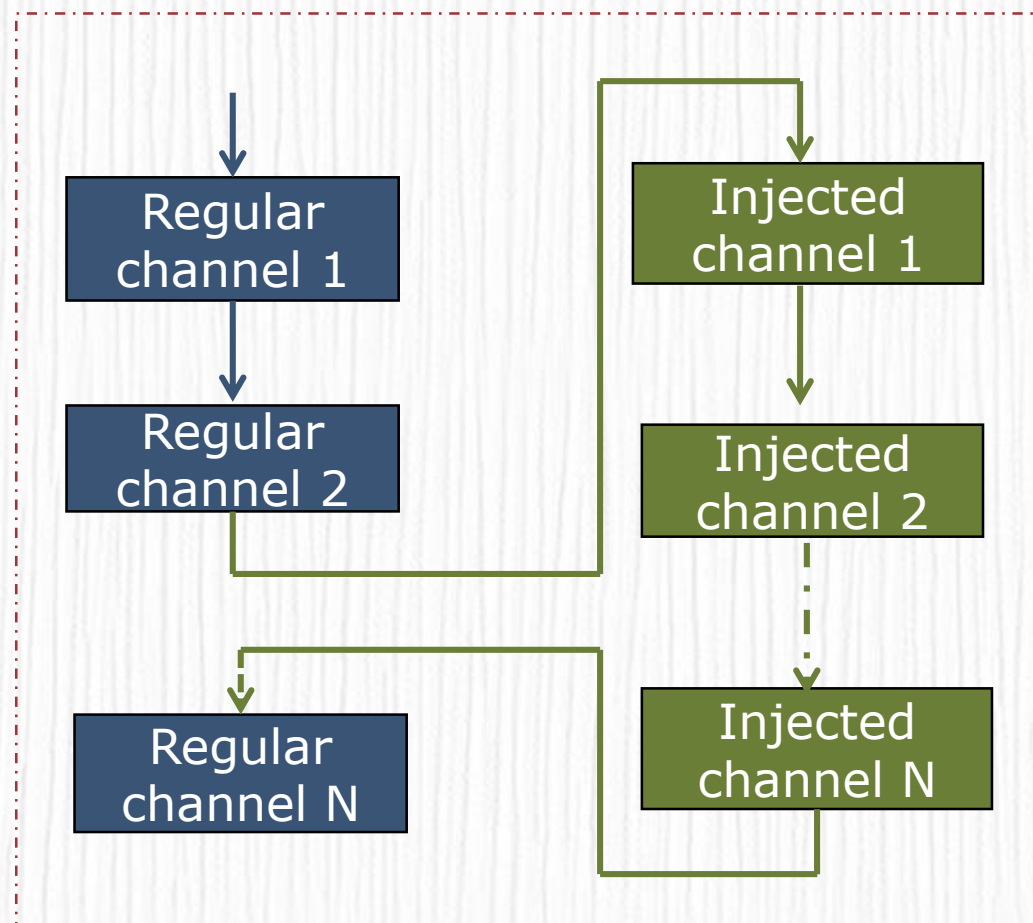 Regular
channel 1
Regular
channel 2
Injected
channel 1
Injected
channel 2
Injected
channel N
Regular
channel N